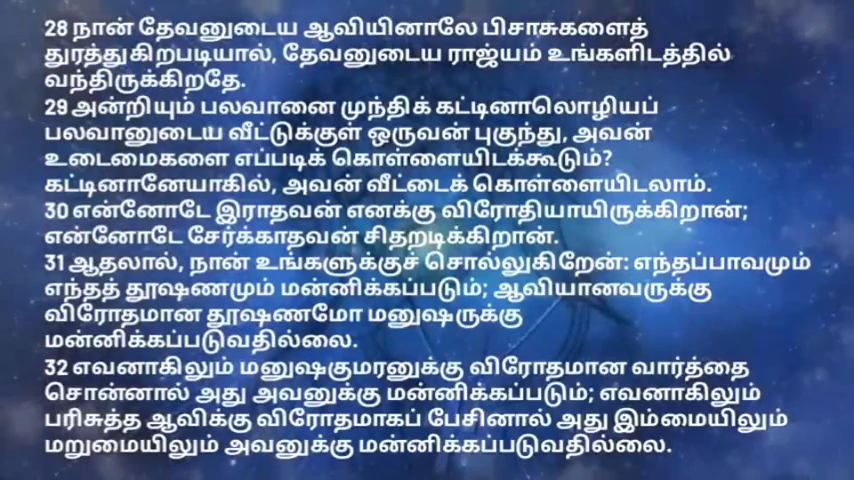 28 நான் தேவனுடைய ஆவியினாலே பிசாசுகளைத்
துரத்துகிறபடியால், தேவனுடைய ராஜ்யம் உங்களிடத்தில்
வந்திருக்கிறதே.
29 அன்றியும் பலவானை முந்திக் கட்டினாலொழியப்
பலவானுடைய வீட்டுக்குள் ஒருவன் புகுந்து, அவன்
உடைமைகளை எப்படிக் கொள்ளையிடக்கூடும்?
கட்டினானேயாகில், அவன் வீட்டைக் கொள்ளையிடலாம்.
30 என்னோடே இராதவன் எனக்கு விரோதியாயிருக்கிறான்;
என்னோடே சேர்க்காதவன் சிதறடிக்கிறான்.
31 ஆதலால், நான் உங்களுக்குச் சொல்லுகிறேன்: எந்தப்பாவமும்
எந்தத் தூஷணமும் மன்னிக்கப்படும்; ஆவியானவருக்கு
விரோதமான தூஷணமோ மனுஷருக்கு
மன்னிக்கப்படுவதில்லை.
32 எவனாகிலும் மனுஷகுமரனுக்கு விரோதமான வார்த்தை
சொன்னால் அது அவனுக்கு மன்னிக்கப்படும்; எவனாகிலும்
பரிசுத்த ஆவிக்கு விரோதமாகப் பேசினால் அது இம்மையிலும்
மறுமையிலும் அவனுக்கு மன்னிக்கப்படுவதில்லை.